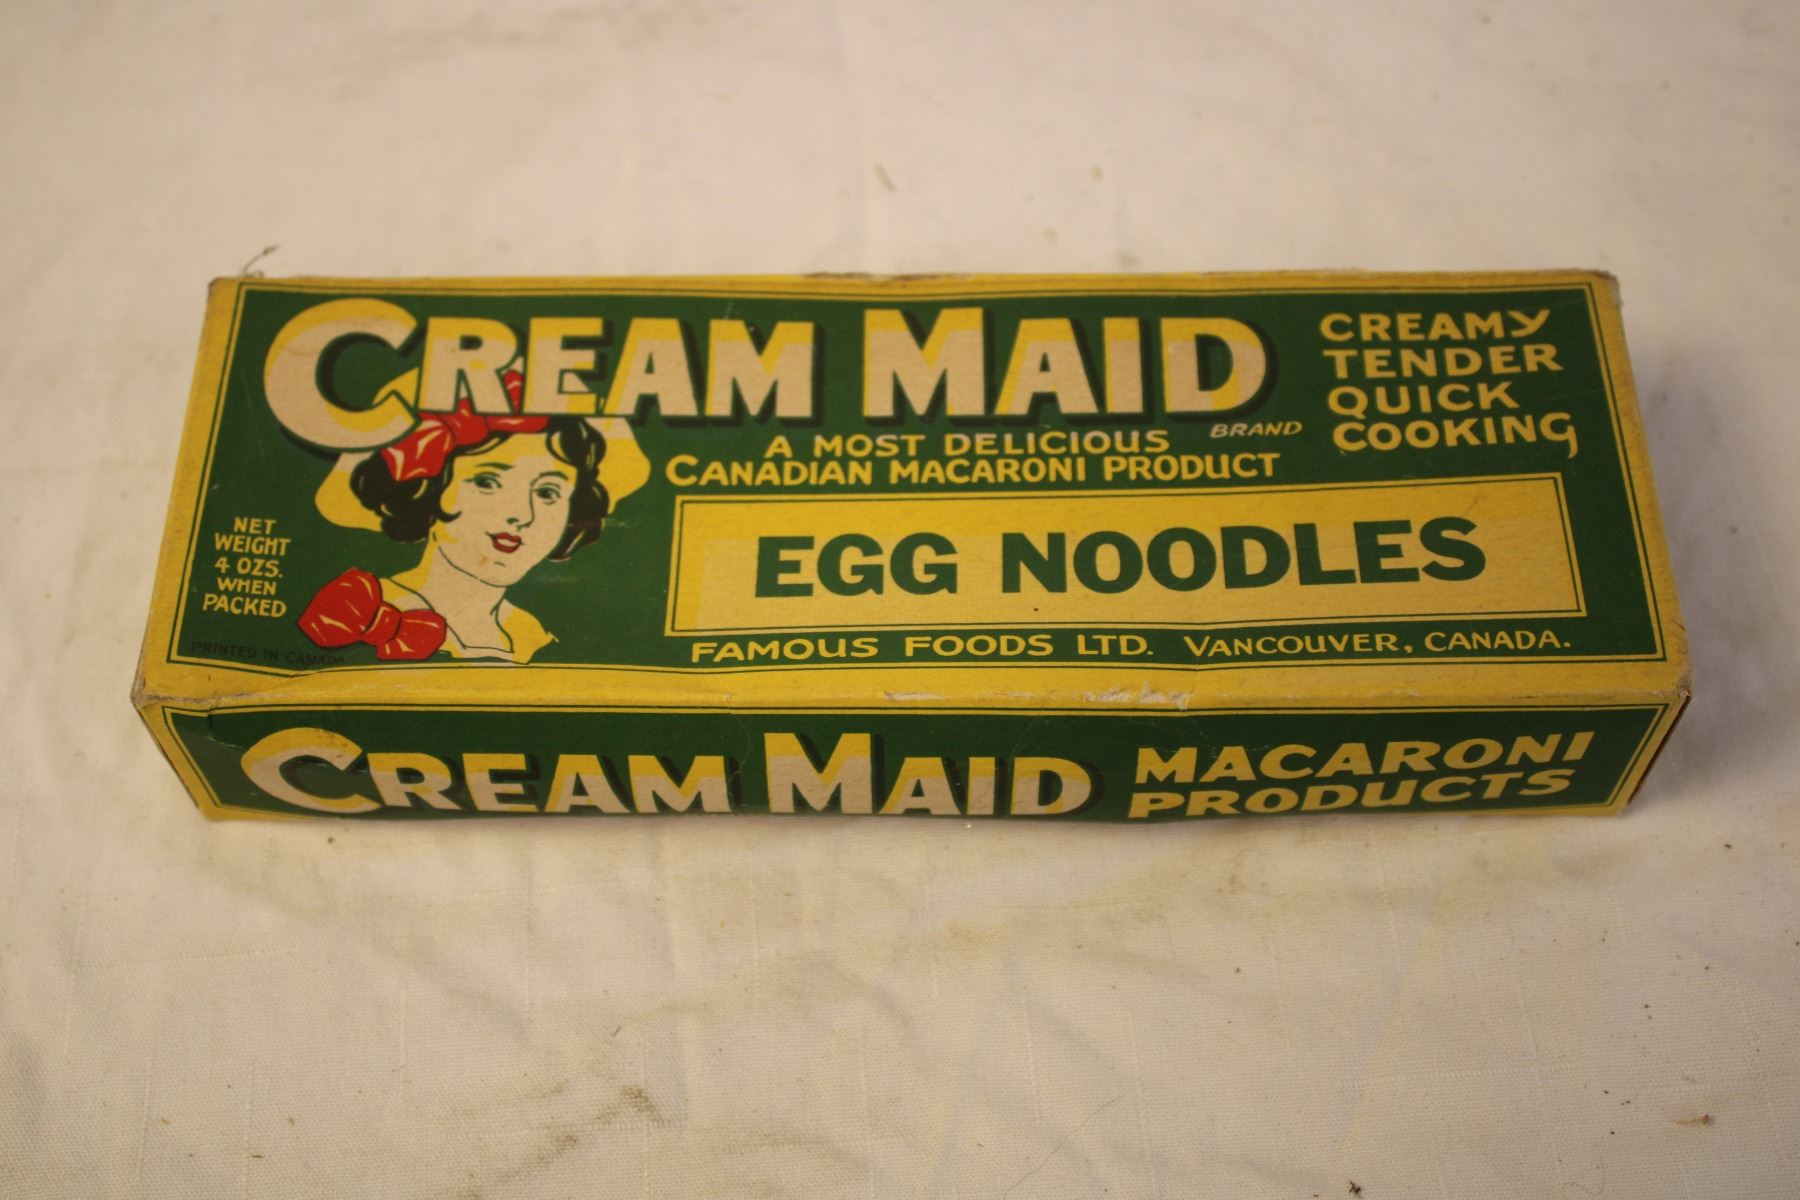 CREAM MAID
BRAND
A MOST DELICIOUS
CANADIAN MACARONI PRODUCT
CREAMY
TENDER
QUICK
COOKING
EGG NOODLES
NET
WEIGHT
4 OZS.
WHEN
PACKED
PRINTED IN CANADA
FAMOUS FOODS LTD. VANCOUVER, CANADA.
CREAM MAID
MACARONI
PRODUCTS